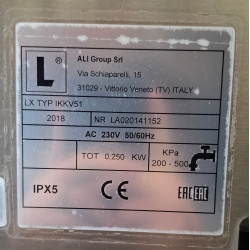 L
ALI Group Srl
Via Schiaparelli, 15
31029 - Vittorio Veneto (TV) ITALY
LX TYP IKKV51
2018 NR LA020141152
AC 230V 50/60Hz
TOT 0.250 KW
KPa
200 - 500
IPX5 CE EAC EAC